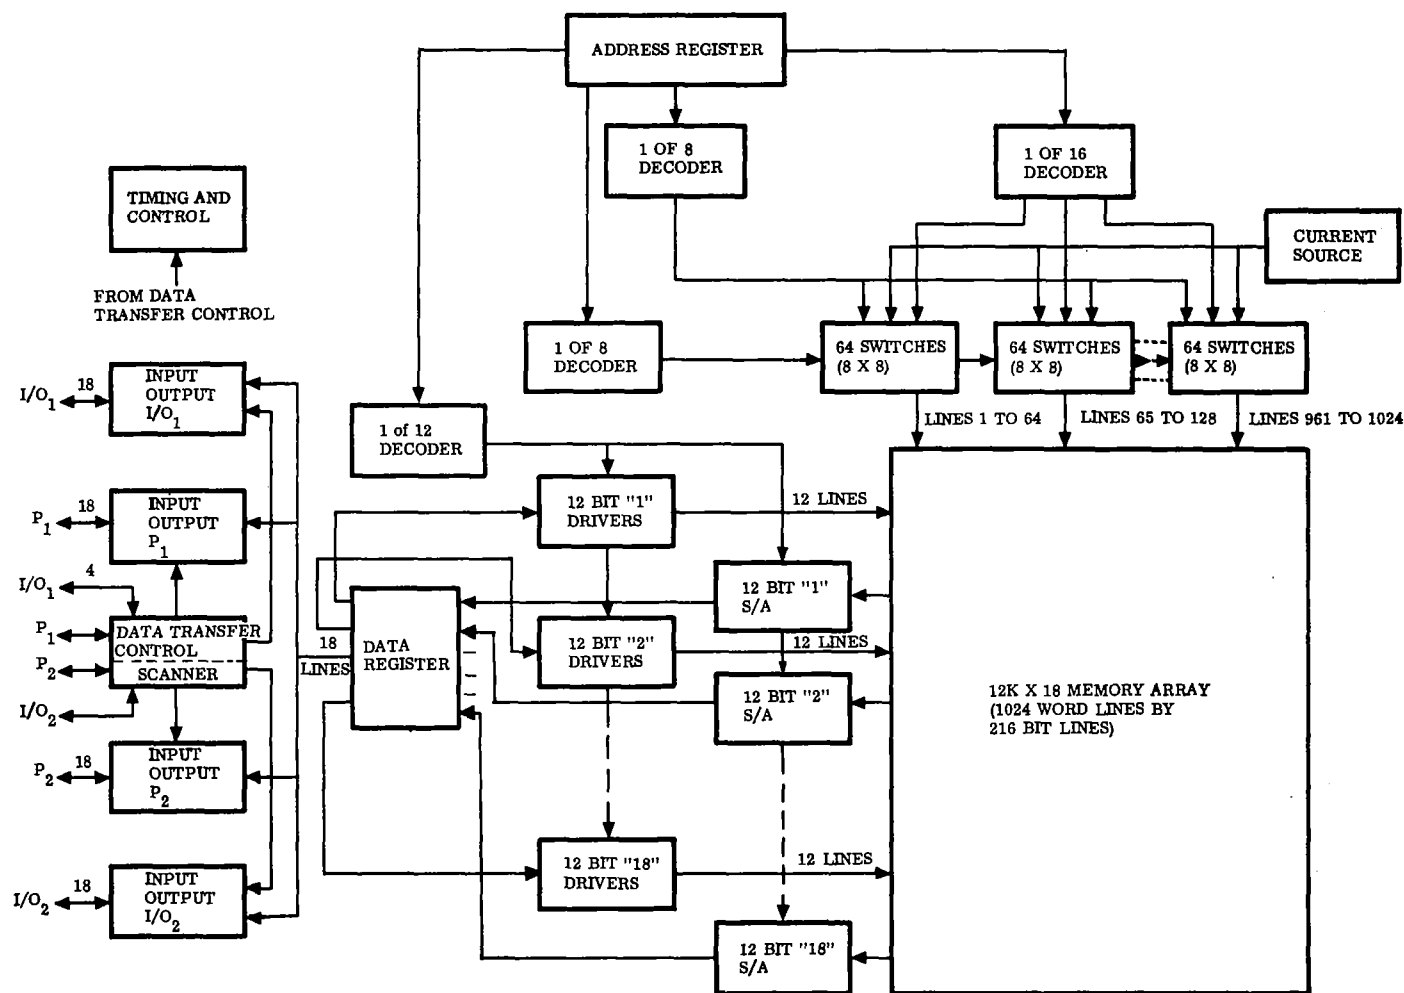 ADDRESS REGISTER
1 OF 8
DECODER
1 OF 16
DECODER
TIMING AND
CONTROL
CURRENT
SOURCE
FROM DATA
TRANSFER CONTROL
1 OF 8
DECODER
64 SWITCHES
(8 X 8)
64 SWITCHES
(8 X 8)
64 SWITCHES
(8 X 8)
LINES 1 TO 64
LINES 65 TO 128
LINES 961 TO 1024
I/O1
18
INPUT
OUTPUT
I/O1
1 of 12
DECODER
P1
18
INPUT
OUTPUT
P1
12 BIT "1"
DRIVERS
12 LINES
I/O1
4
P1
DATA TRANSFER
CONTROL
P2
SCANNER
I/O2
18
LINES
DATA
REGISTER
12 BIT "1"
S/A
12 BIT "2"
DRIVERS
12 LINES
12 BIT "2"
S/A
12K X 18 MEMORY ARRAY
(1024 WORD LINES BY
216 BIT LINES)
P2
18
INPUT
OUTPUT
P2
12 BIT "18"
DRIVERS
12 LINES
I/O2
18
INPUT
OUTPUT
I/O2
12 BIT "18"
S/A